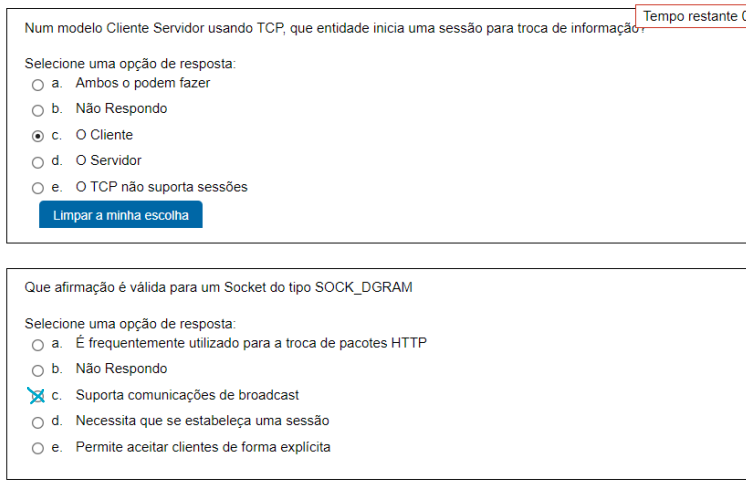 Tempo restante 0
Num modelo Cliente Servidor usando TCP, que entidade inicia uma sessão para troca de informação?
Selecione uma opção de resposta:
a. Ambos o podem fazer
b. Não Respondo
c. O Cliente
d. O Servidor
e. O TCP não suporta sessões
Limpar a minha escolha
Que afirmação é válida para um Socket do tipo SOCK_DGRAM
Selecione uma opção de resposta:
a. É frequentemente utilizado para a troca de pacotes HTTP
b. Não Respondo
c. Suporta comunicações de broadcast
d. Necessita que se estabeleça uma sessão
e. Permite aceitar clientes de forma explícita